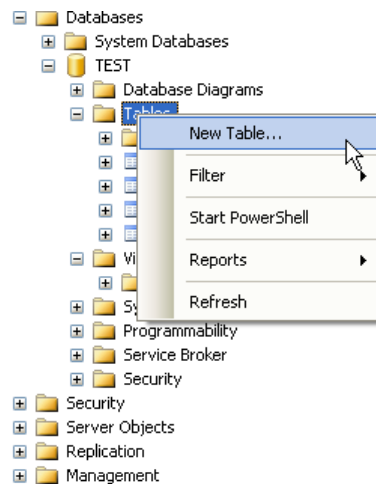 Databases
System Databases
TEST
Database Diagrams
Tables
New Table...
Filter
Start PowerShell
Reports
Refresh
Programmability
Service Broker
Security
Security
Server Objects
Replication
Management